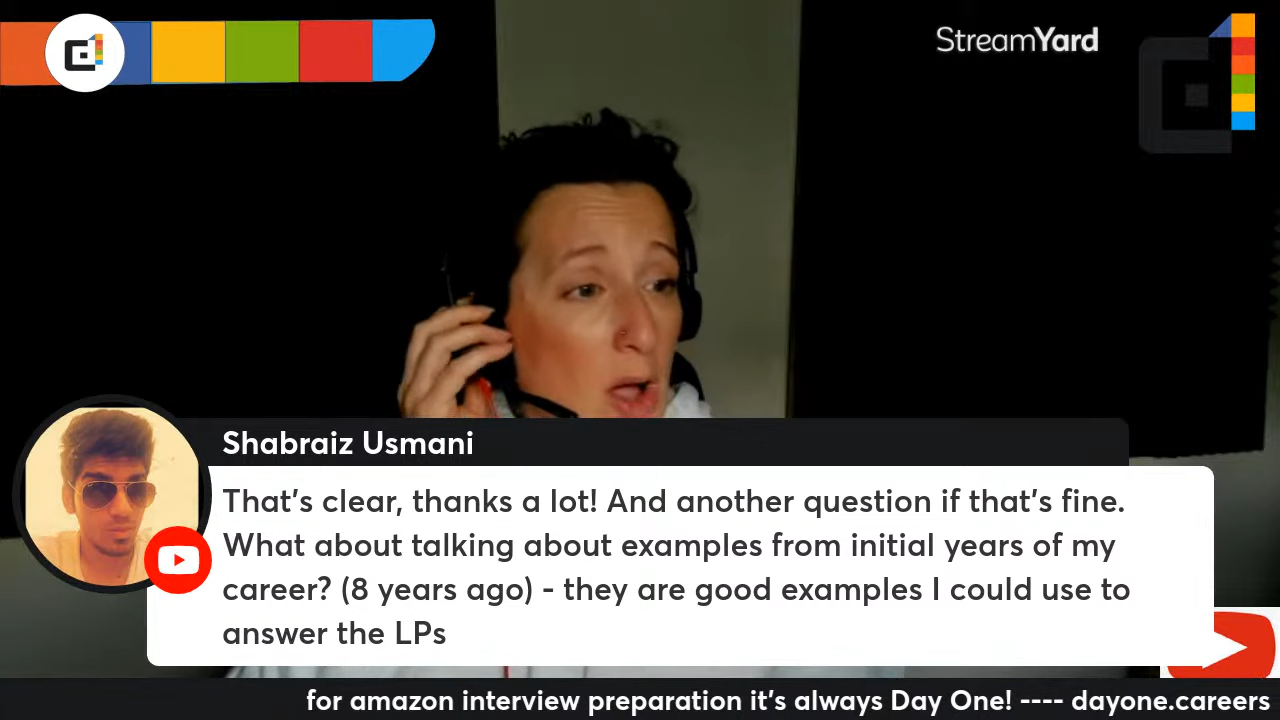 StreamYard
Shabraiz Usmani
That's clear, thanks a lot! And another question if that's fine.
What about talking about examples from initial years of my
career? (8 years ago) - they are good examples I could use to
answer the LPs
for amazon interview preparation it's always Day One! ---- dayone.careers